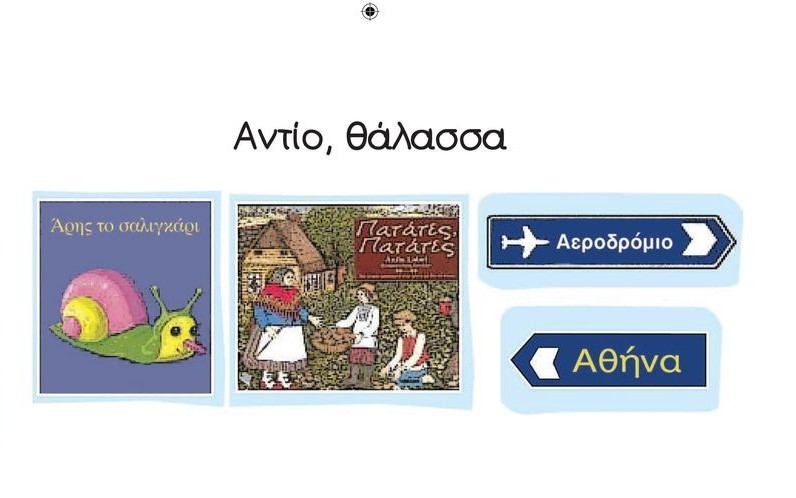 Αντίο, θάλασσα
Άρης το σαλιγκάρι
Πατάτες,
Πατάτες
Αεροδρόμιο
Αθήνα